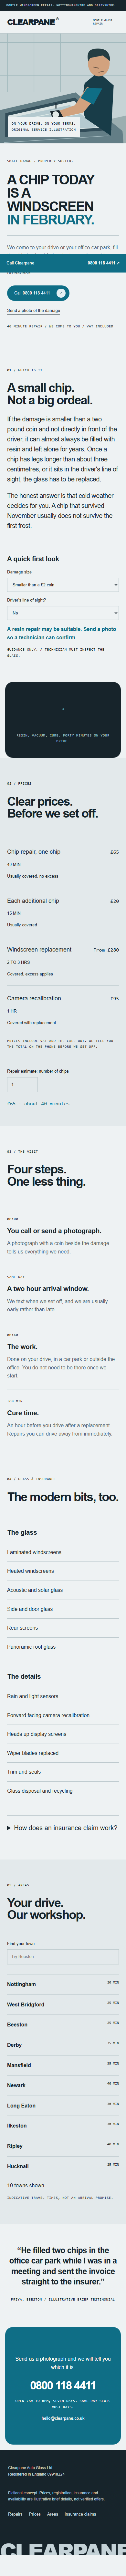 MOBILE WINDSCREEN REPAIR. NOTTINGHAMSHIRE AND DERBYSHIRE.
CLEARPANE®
MOBILE GLASS REPAIR
ON YOUR DRIVE. ON YOUR TERMS.
ORIGINAL SERVICE ILLUSTRATION
SMALL DAMAGE. PROPERLY SORTED.
A CHIP TODAY
IS A
WINDSCREEN
IN FEBRUARY.
We come to your drive or your office car park, fill
Call Clearpane
0800 118 4411 ↗
Call 0800 118 4411
Send a photo of the damage
40 MINUTE REPAIR / WE COME TO YOU / VAT INCLUDED
01 / WHICH IS IT
A small chip.
Not a big ordeal.
If the damage is smaller than a two
pound coin and not directly in front of the
driver, it can almost always be filled with
resin and left alone for years. Once a
chip has legs longer than about three
centimetres, or it sits in the driver's line of
sight, the glass has to be changed.
The honest answer is that cold weather
decides for you. A chip that survived
November usually does not survive the
first frost.
A quick first look
Damage size
Smaller than a £2 coin
Driver's line of sight?
No
A resin repair may be suitable. Send a photo
so a technician can confirm.
GUIDANCE ONLY. A TECHNICIAN MUST INSPECT THE
GLASS.
RESIN, VACUUM, CURE. FORTY MINUTES ON YOUR
DRIVE.
02 / PRICES
Clear prices.
Before we set off.
Chip repair, one chip
£65
40 MIN
Usually covered, no excess
Each additional chip
£20
15 MIN
Usually covered
Windscreen replacement
From £280
2 TO 3 HRS
Covered, excess applies
Camera recalibration
£95
1 HR
Covered with replacement
PRICES INCLUDE VAT AND THE CALL OUT. WE TELL YOU
THE TOTAL ON THE PHONE BEFORE WE SET OFF.
Repair estimate: number of chips
1
£65 · about 40 minutes
03 / THE VISIT
Four steps.
One less thing.
00:00
You call or send a photograph.
A photograph with a coin beside the damage
tells us everything we need
SAME DAY
A two hour arrival window.
We text when we set off, and we are usually
early rather than late.
00:40
The work.
Done on your drive, in a car park or outside the
office. You do not need to be there once we
start
+60 MIN
Cure time.
An hour before you drive after a replacement.
Repairs you can drive away from immediately
04 / GLASS & INSURANCE
The modern bits, too.
The glass
Laminated windscreens
Heated windscreens
Acoustic and solar glass
Side and door glass
Rear screens
Panoramic roof glass
The details
Rain and light sensors
Forward facing camera recalibration
Heads up display screens
Wiper blades replaced
Trim and seals
Glass disposal and recycling
▶ How does an insurance claim work?
05 / AREAS
Your drive.
Our workshop.
Find your town
Try Beeston
Nottingham
20 MIN
West Bridgford
25 MIN
Beeston
25 MIN
Derby
35 MIN
Mansfield
35 MIN
Newark
40 MIN
Long Eaton
30 MIN
Ilkeston
30 MIN
Ripley
40 MIN
Hucknall
25 MIN
10 towns shown
INDICATIVE TRAVEL TIMES, NOT AN ARRIVAL PROMISE.
“He filled two chips in the
office car park while I was in a
meeting and sent the invoice
straight to the insurer.”
PRIYA, BEESTON / ILLUSTRATIVE BRIEF TESTIMONIAL
Send us a photograph and we will tell you
which it is.
0800 118 4411
OPEN 7AM TO 8PM, SEVEN DAYS. SAME DAY SLOTS
MOST DAYS.
hello@clearpane.co.uk
Clearpane Auto Glass Ltd
Registered in England 09918224
Fictional concept. Prices, registration, insurance and
availability are illustrative brief details, not verified offers.
Repairs
Prices
Areas
Insurance claims
CLEARPANE